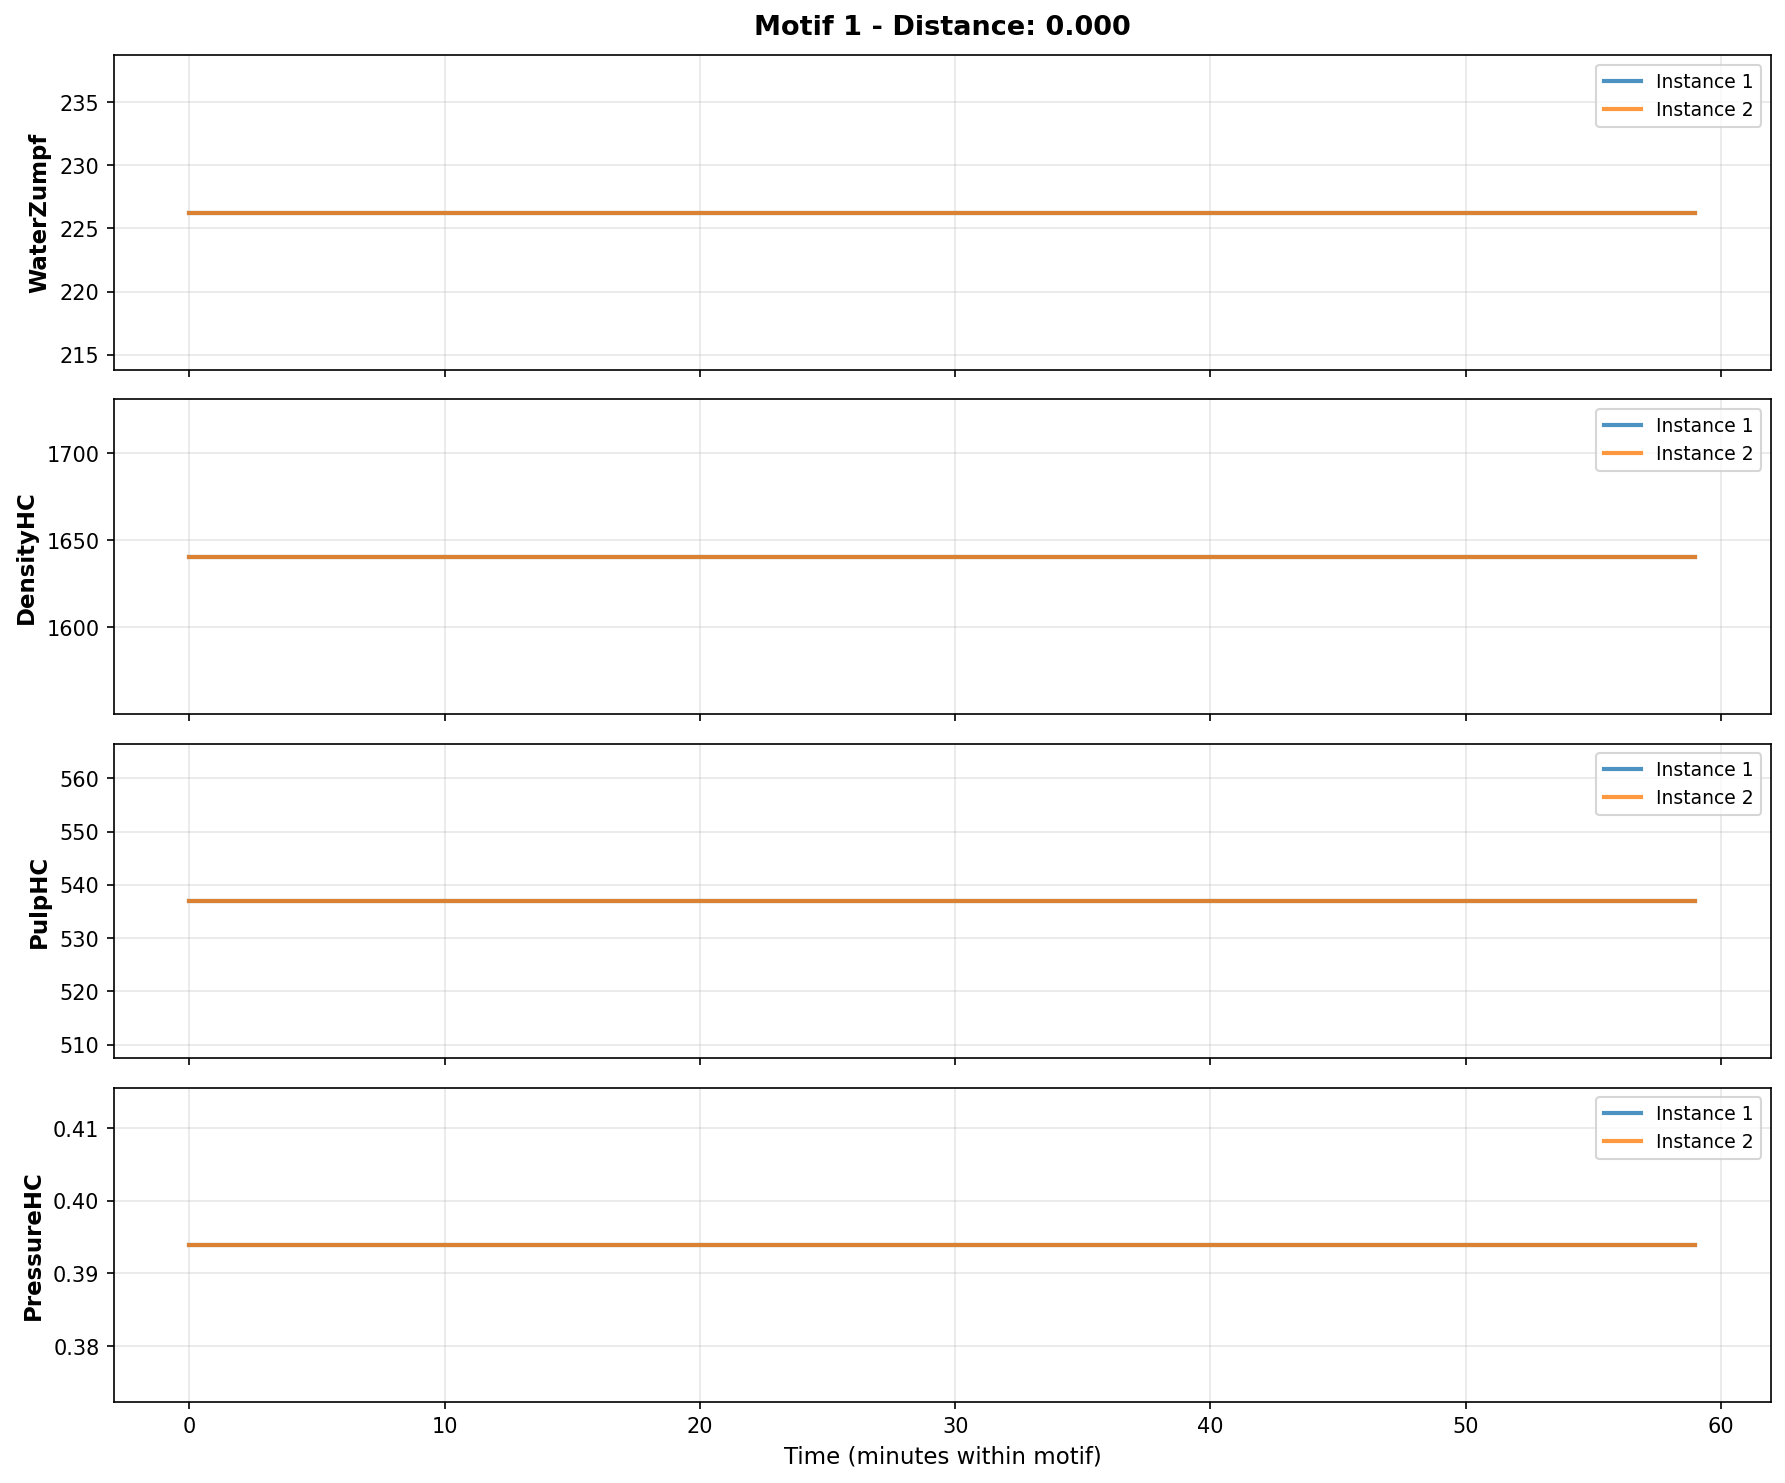 Motif 1 - Distance: 0.000
WaterZumpf
235
230
225
220
215
Instance 1
Instance 2
DensityHC
1700
1650
1600
Instance 1
Instance 2
PulpHC
560
550
540
530
520
510
Instance 1
Instance 2
PressureHC
0.41
0.40
0.39
0.38
Instance 1
Instance 2
0 10 20 30 40 50 60
Time (minutes within motif)